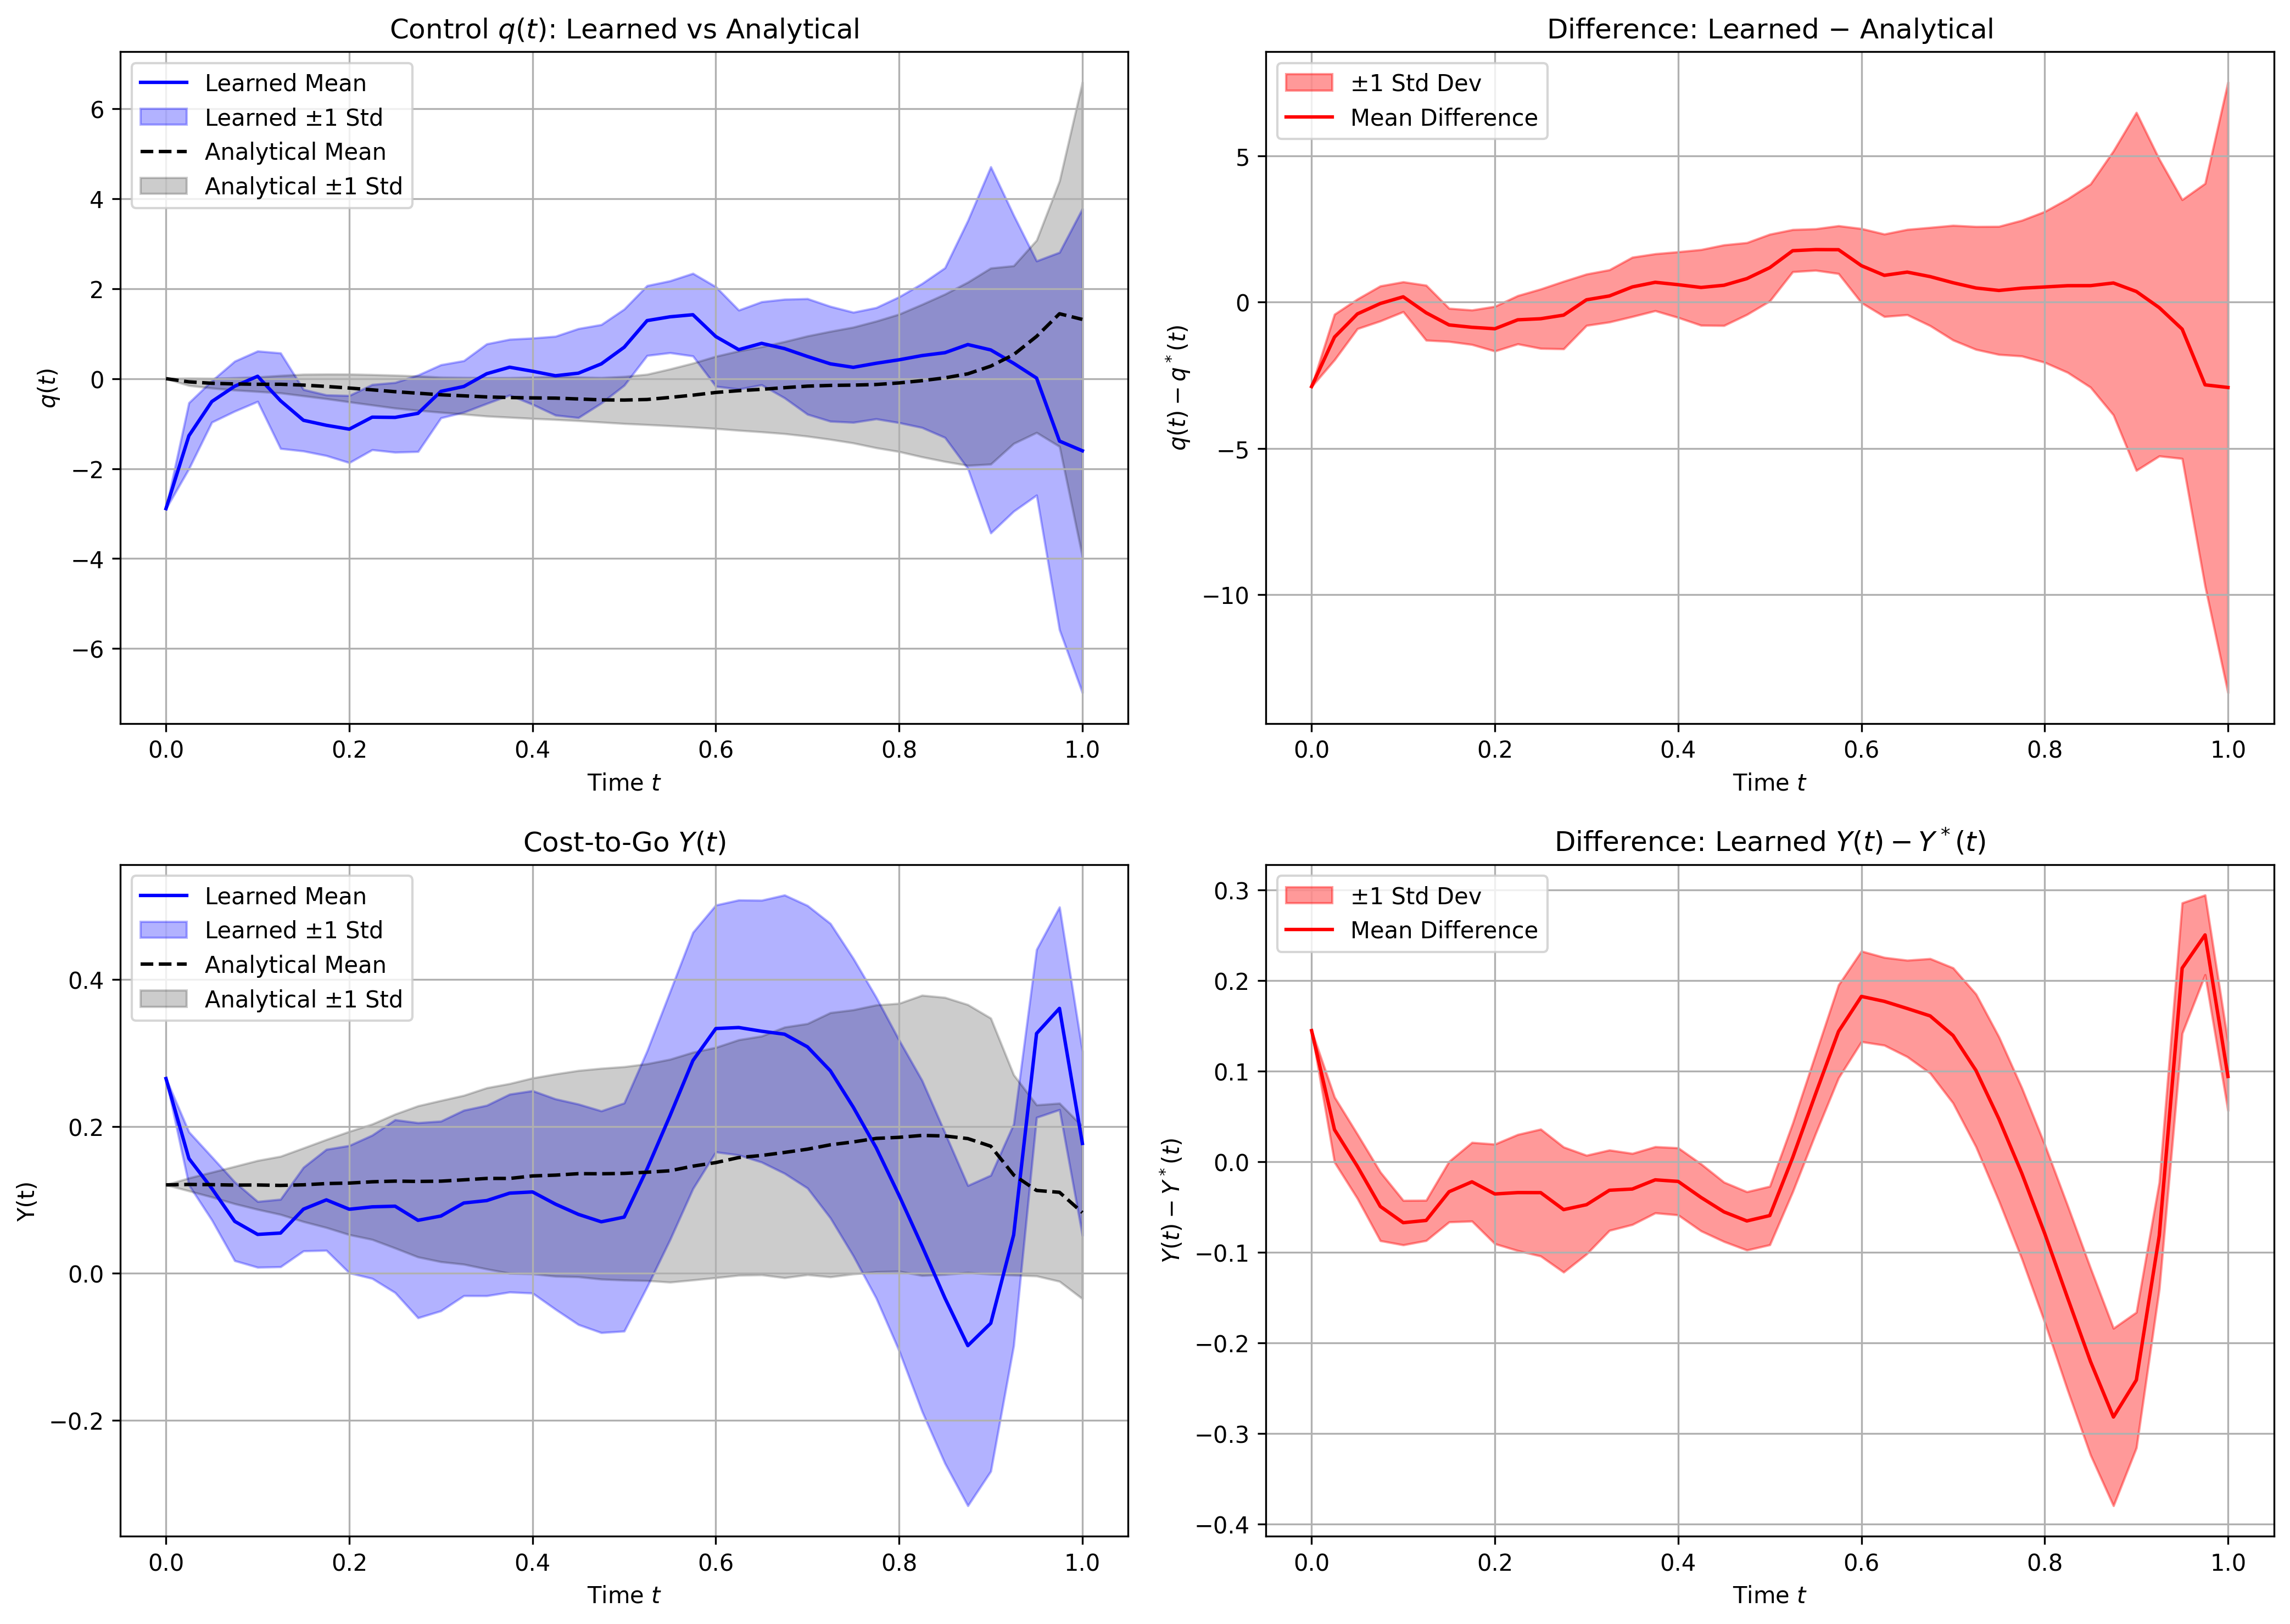 Control q(t): Learned vs Analytical
Learned Mean
Learned ±1 Std
Analytical Mean
Analytical ±1 Std
6
4
2
0
−2
−4
−6
q(t)
0.0 0.2 0.4 0.6 0.8 1.0
Time t
Difference: Learned − Analytical
±1 Std Dev
Mean Difference
5
0
−5
−10
q(t) − q*(t)
0.0 0.2 0.4 0.6 0.8 1.0
Time t
Cost-to-Go Y(t)
Learned Mean
Learned ±1 Std
Analytical Mean
Analytical ±1 Std
0.4
0.2
0.0
−0.2
Y(t)
0.0 0.2 0.4 0.6 0.8 1.0
Time t
Difference: Learned Y(t) − Y*(t)
±1 Std Dev
Mean Difference
0.3
0.2
0.1
0.0
−0.1
−0.2
−0.3
−0.4
Y(t) − Y*(t)
0.0 0.2 0.4 0.6 0.8 1.0
Time t